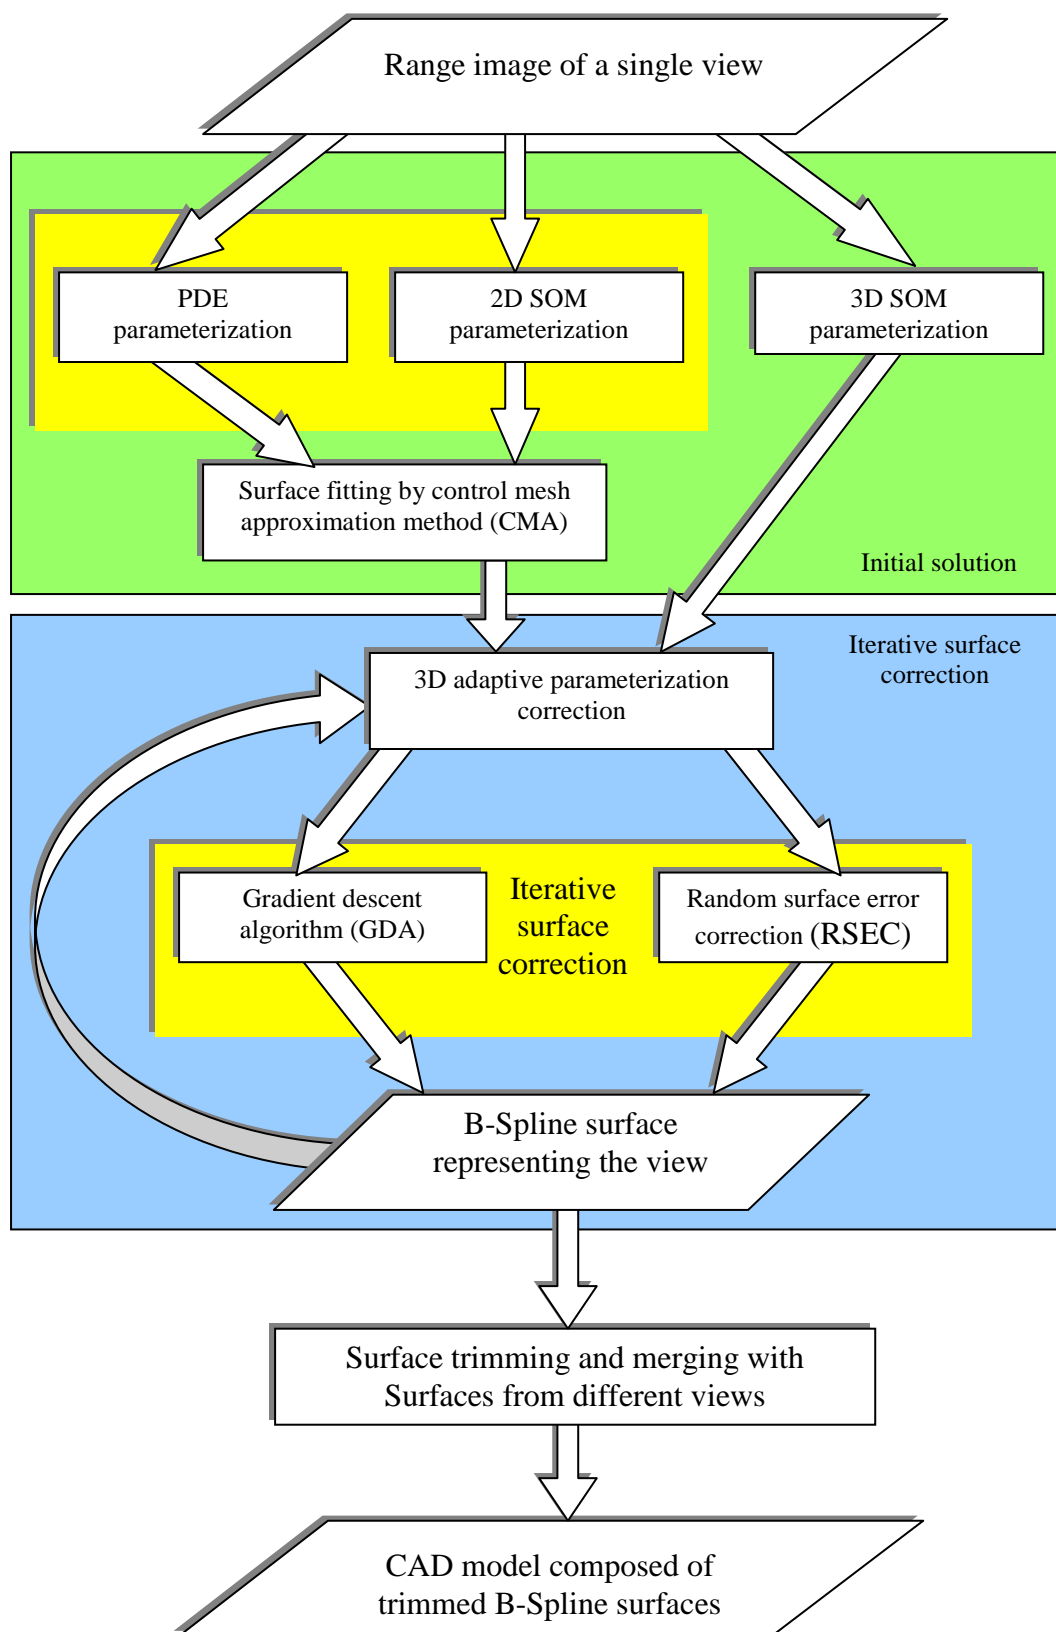 Range image of a single view
PDE
parameterization
2D SOM
parameterization
3D SOM
parameterization
Surface fitting by control mesh
approximation method (CMA)
Initial solution
Iterative surface
correction
3D adaptive parameterization
correction
Gradient descent
algorithm (GDA)
Iterative
surface
correction
Random surface error
correction (RSEC)
B-Spline surface
representing the view
Surface trimming and merging with
Surfaces from different views
CAD model composed of
trimmed B-Spline surfaces